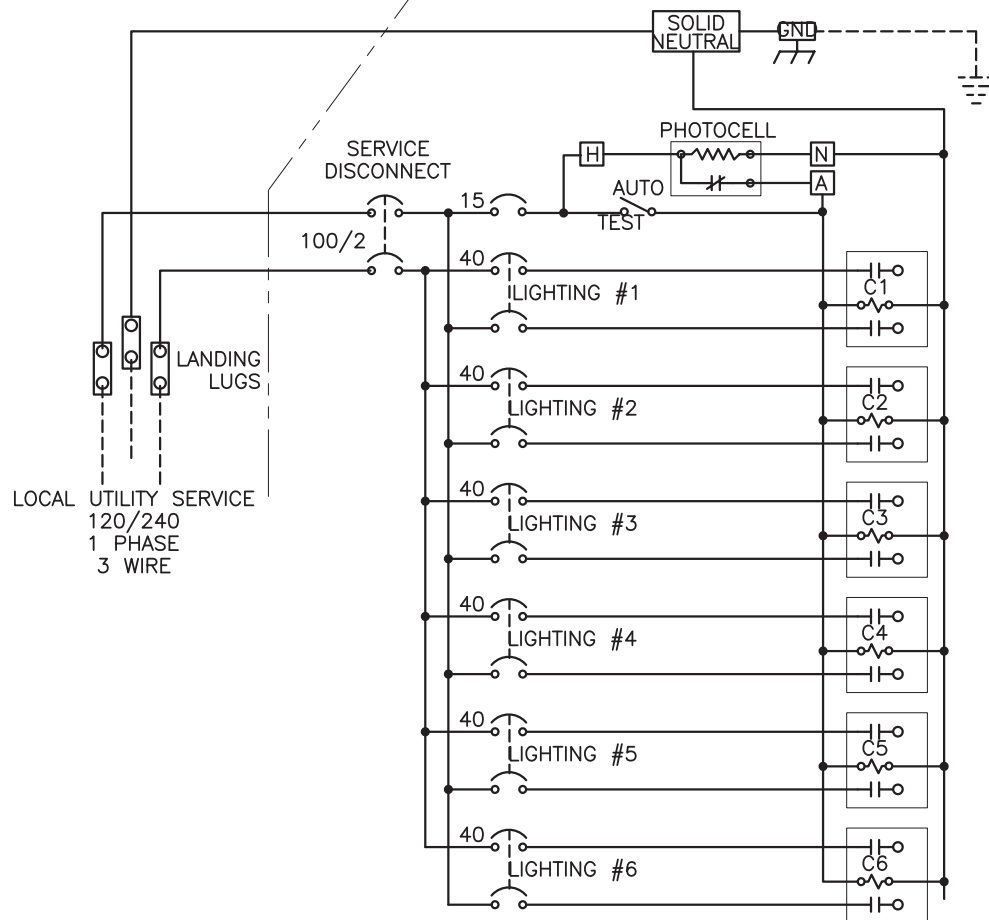 SOLID
NEUTRAL
GND
PHOTOCELL
H
N
A
SERVICE
DISCONNECT
AUTO
TEST
15
100/2
40
LIGHTING #1
C1
LANDING
LUGS
40
LIGHTING #2
C2
LOCAL UTILITY SERVICE
120/240
1 PHASE
3 WIRE
40
LIGHTING #3
C3
40
LIGHTING #4
C4
40
LIGHTING #5
C5
40
LIGHTING #6
C6